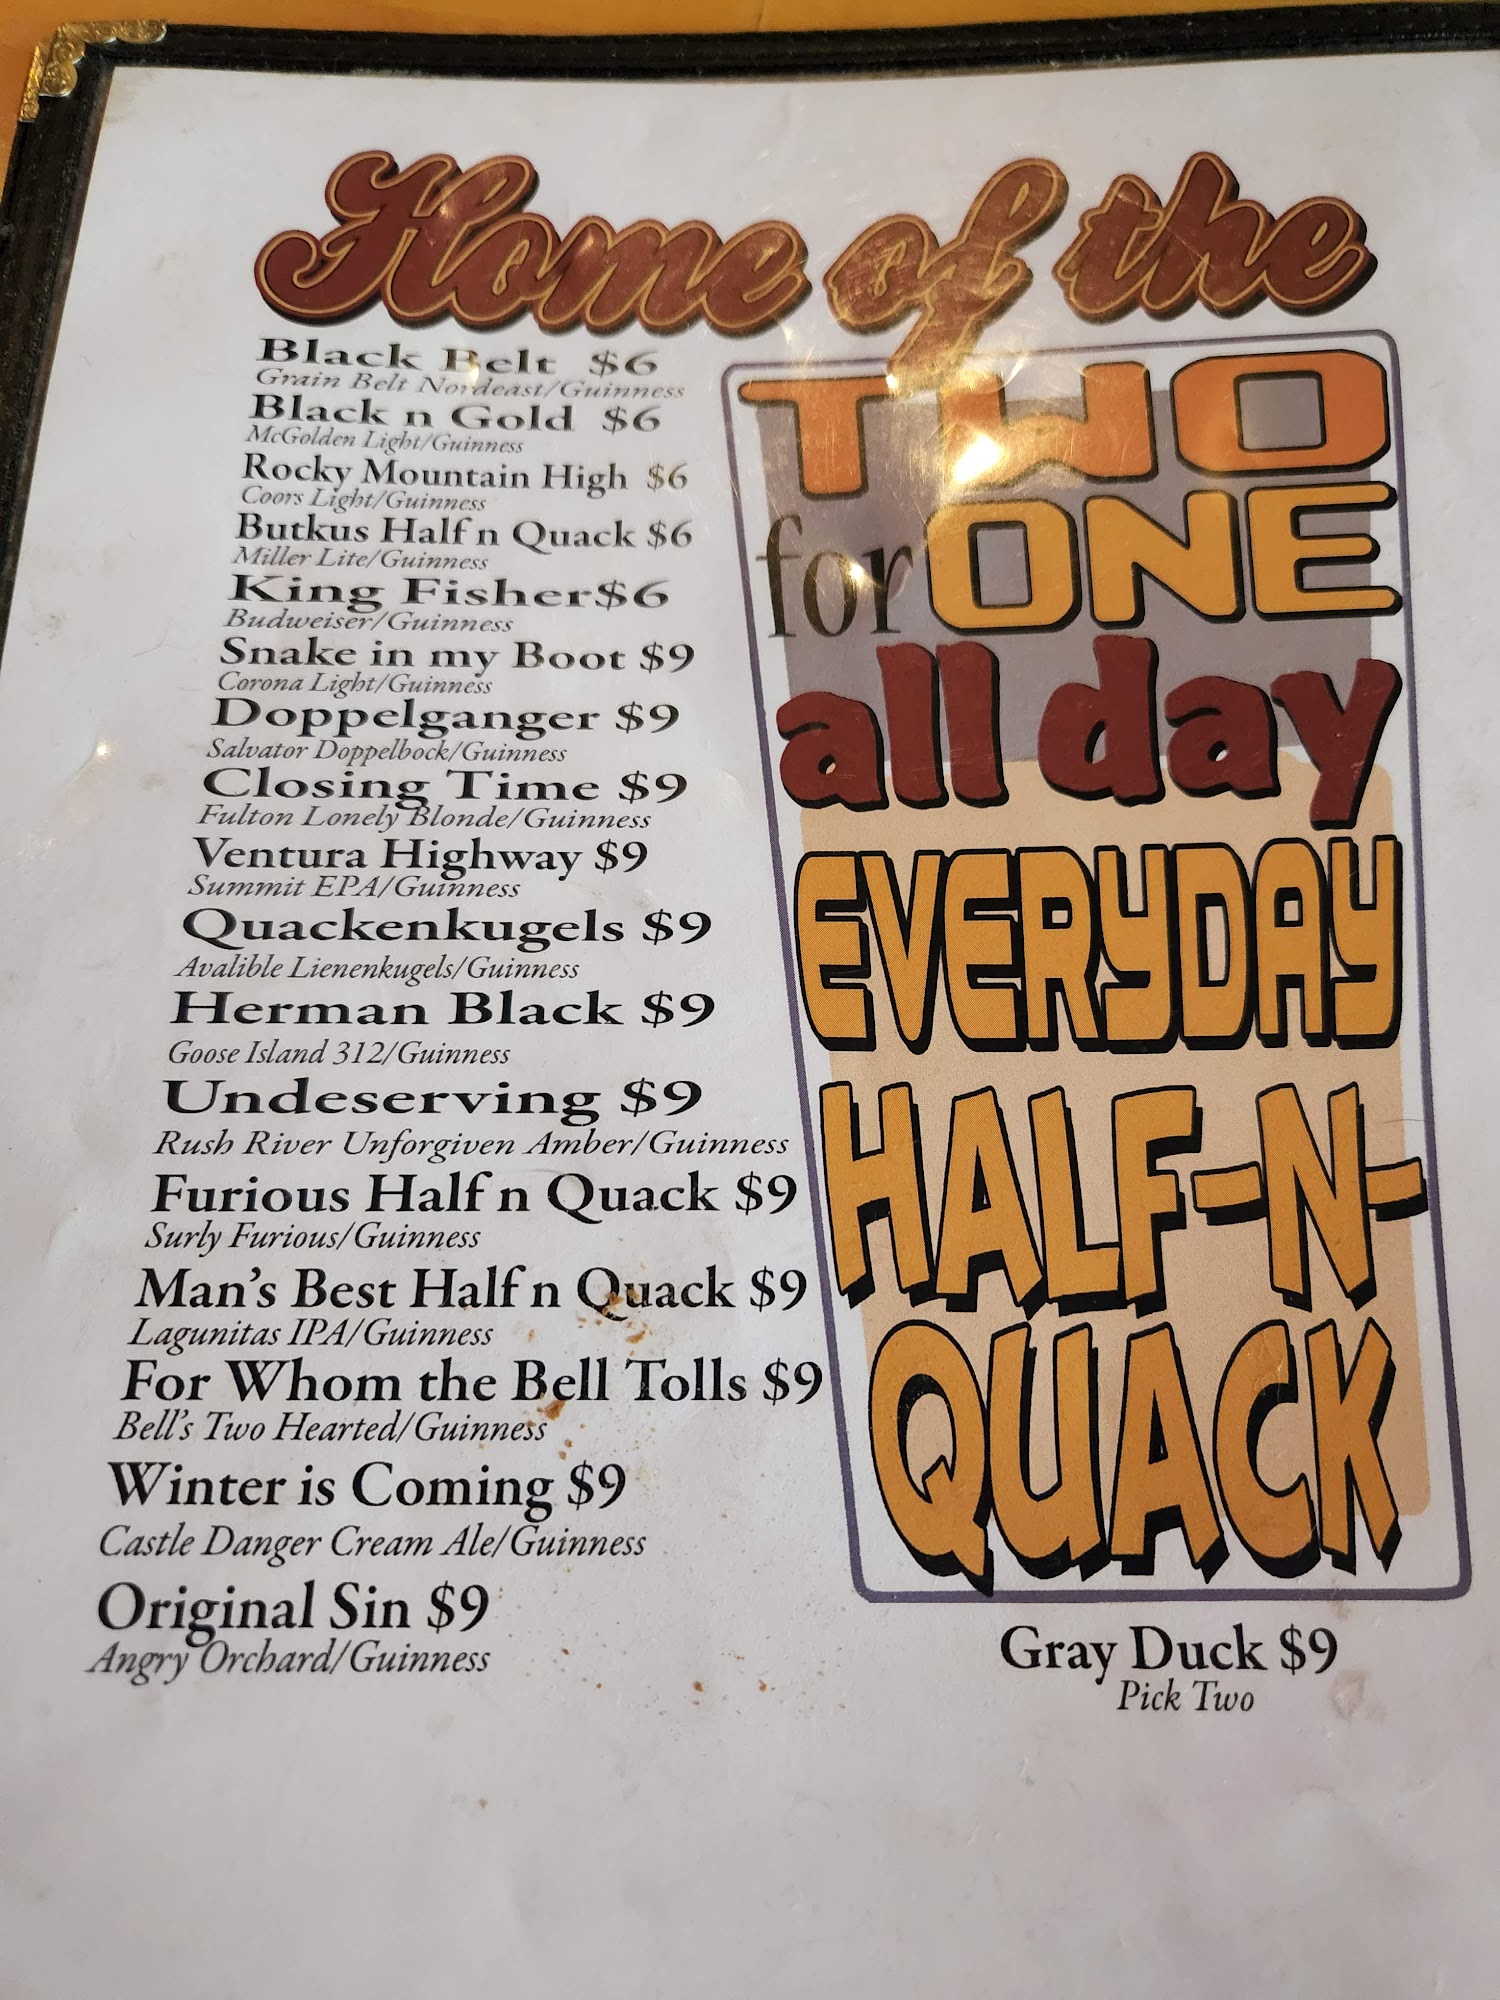 Home of the
Black Belt $6
Grain Belt Nordeast/Guinness
Black n Gold $6
McGolden Light/Guinness
Rocky Mountain High $6
Coors Light/Guinness
Butkus Half n Quack $6
Miller Lite/Guinness
King Fisher $6
Budweiser/Guinness
Snake in my Boot $9
Corona Light/Guinness
Doppelganger $9
Salvator Doppelbock/Guinness
Closing Time $9
Fulton Lonely Blonde/Guinness
Ventura Highway $9
Summit EPA/Guinness
Quackenkugels $9
Avalible Lienenkugels/Guinness
Herman Black $9
Goose Island 312/Guinness
Undeserving $9
Rush River Unforgiven Amber/Guinness
Furious Half n Quack $9
Surly Furious/Guinness
Man's Best Half n Quack $9
Lagunitas IPA/Guinness
For Whom the Bell Tolls $9
Bell's Two Hearted/Guinness
Winter is Coming $9
Castle Danger Cream Ale/Guinness
Original Sin $9
Angry Orchard/Guinness
TWO
for ONE
all day
EVERYDAY
HALF-N-
QUACK
Gray Duck $9
Pick Two